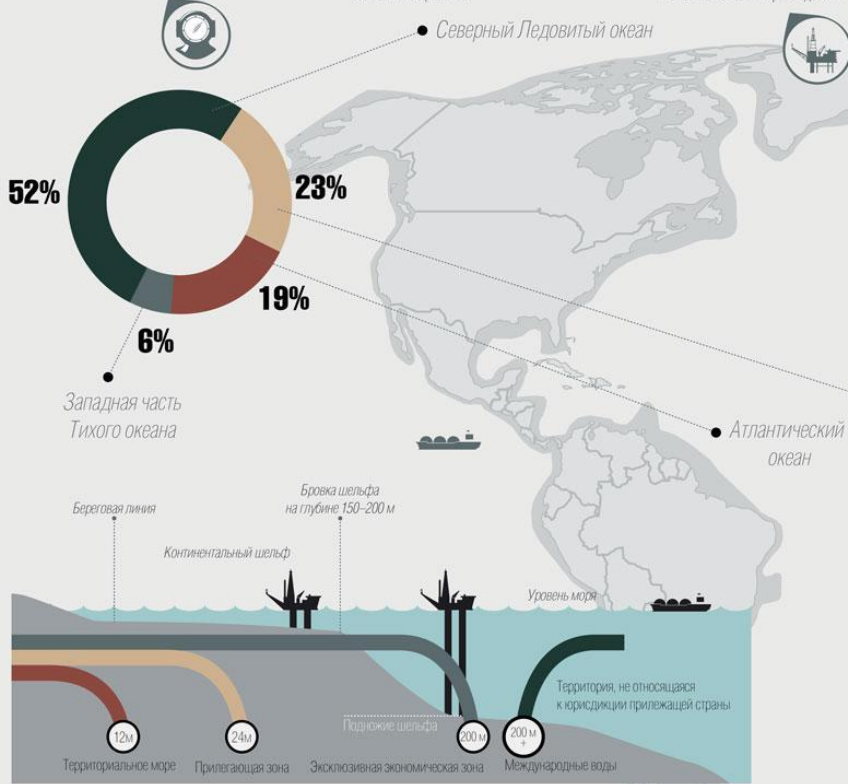 Северный Ледовитый океан
52%
23%
19%
6%
Западная часть
Тихого океана
Атлантический
океан
Береговая линия
Бровка шельфа
на глубине 150–200 м
Континентальный шельф
Уровень моря
Территория, не относящаяся
к юрисдикции прилежащей страны
Подножие шельфа
12м
24м
200 м
200 м
+
Территориальное море
Прилегающая зона
Эксклюзивная экономическая зона
Международные воды